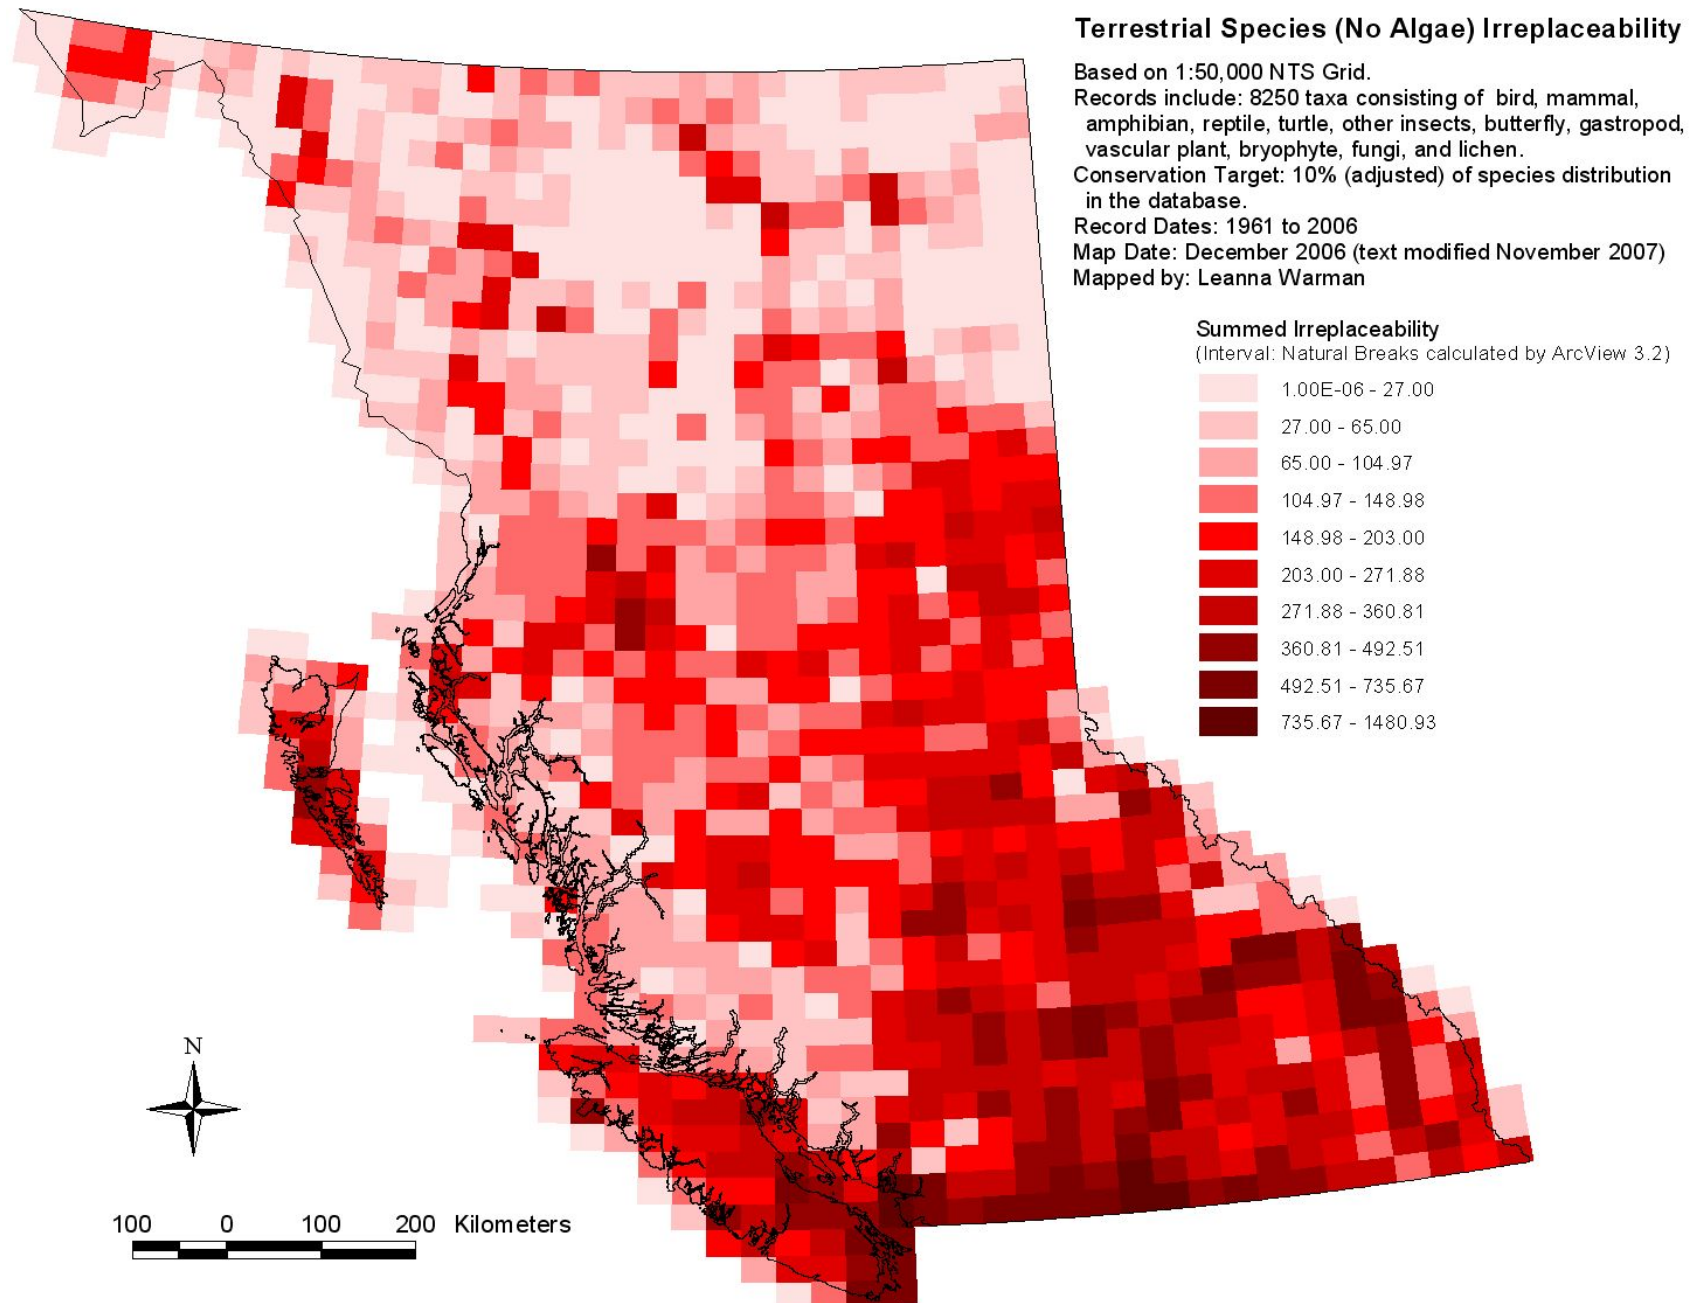 Terrestrial Species (No Algae) Irreplaceability
Based on 1:50,000 NTS Grid.
Records include: 8250 taxa consisting of bird, mammal,
amphibian, reptile, turtle, other insects, butterfly, gastropod,
vascular plant, bryophyte, fungi, and lichen.
Conservation Target: 10% (adjusted) of species distribution
in the database.
Record Dates: 1961 to 2006
Map Date: December 2006 (text modified November 2007)
Mapped by: Leanna Warman
Summed Irreplaceability
(Interval: Natural Breaks calculated by ArcView 3.2)
1.00E-06 - 27.00
27.00 - 65.00
65.00 - 104.97
104.97 - 148.98
148.98 - 203.00
203.00 - 271.88
271.88 - 360.81
360.81 - 492.51
492.51 - 735.67
735.67 - 1480.93
N
100 0 100 200 Kilometers